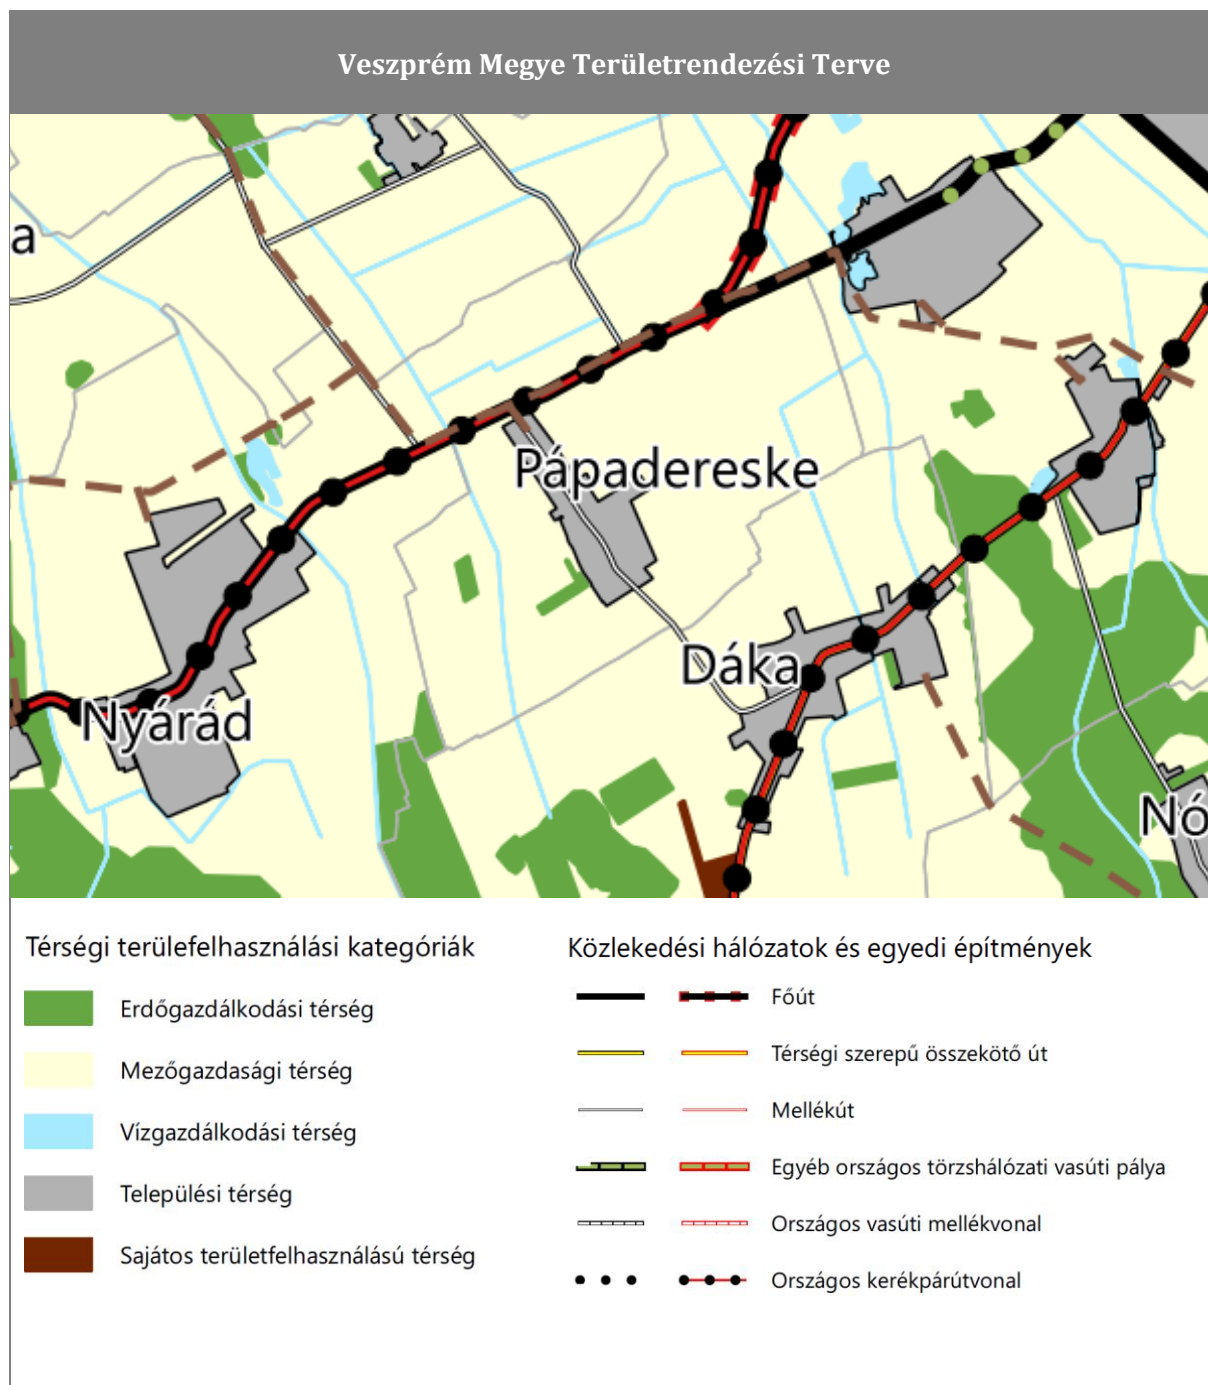 Veszprém Megye Területrendezési Terve
a
Pápadereske
Dáka
Nyárád
Nó
Térségi terülefelhasználási kategóriák
Erdőgazdálkodási térség
Mezőgazdasági térség
Vízgazdálkodási térség
Települési térség
Sajátos területfelhasználású térség
Közlekedési hálózatok és egyedi építmények
Főút
Térségi szerepű összekötő út
Mellékút
Egyéb országos törzshálózati vasúti pálya
Országos vasúti mellékvonal
Országos kerékpárútvonal